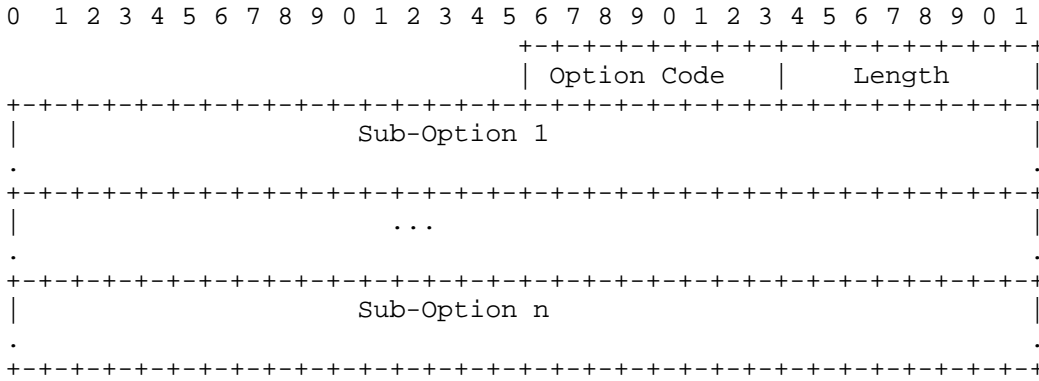 0  1 2 3 4 5 6 7 8 9 0 1 2 3 4 5 6 7 8 9 0 1 2 3 4 5 6 7 8 9 0 1
                                +-+-+-+-+-+-+-+-+-+-+-+-+-+-+-+-+
                                | Option Code   |    Length     |
+-+-+-+-+-+-+-+-+-+-+-+-+-+-+-+-+-+-+-+-+-+-+-+-+-+-+-+-+-+-+-+-+
|                     Sub-Option 1                              |
.                                                               .
+-+-+-+-+-+-+-+-+-+-+-+-+-+-+-+-+-+-+-+-+-+-+-+-+-+-+-+-+-+-+-+-+
|                       ...                                     |
.                                                               .
+-+-+-+-+-+-+-+-+-+-+-+-+-+-+-+-+-+-+-+-+-+-+-+-+-+-+-+-+-+-+-+-+
|                     Sub-Option n                              |
.                                                               .
+-+-+-+-+-+-+-+-+-+-+-+-+-+-+-+-+-+-+-+-+-+-+-+-+-+-+-+-+-+-+-+-+